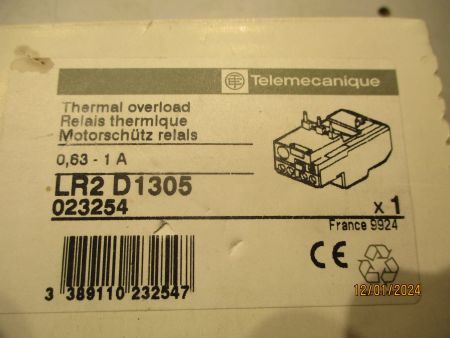 Telemecanique
Thermal overload
Relais thermique
Motorschütz relais
0,63 - 1 A
LR2 D1305
023254
x 1
France 9924
CE
3 389110 232547
12/01/2024